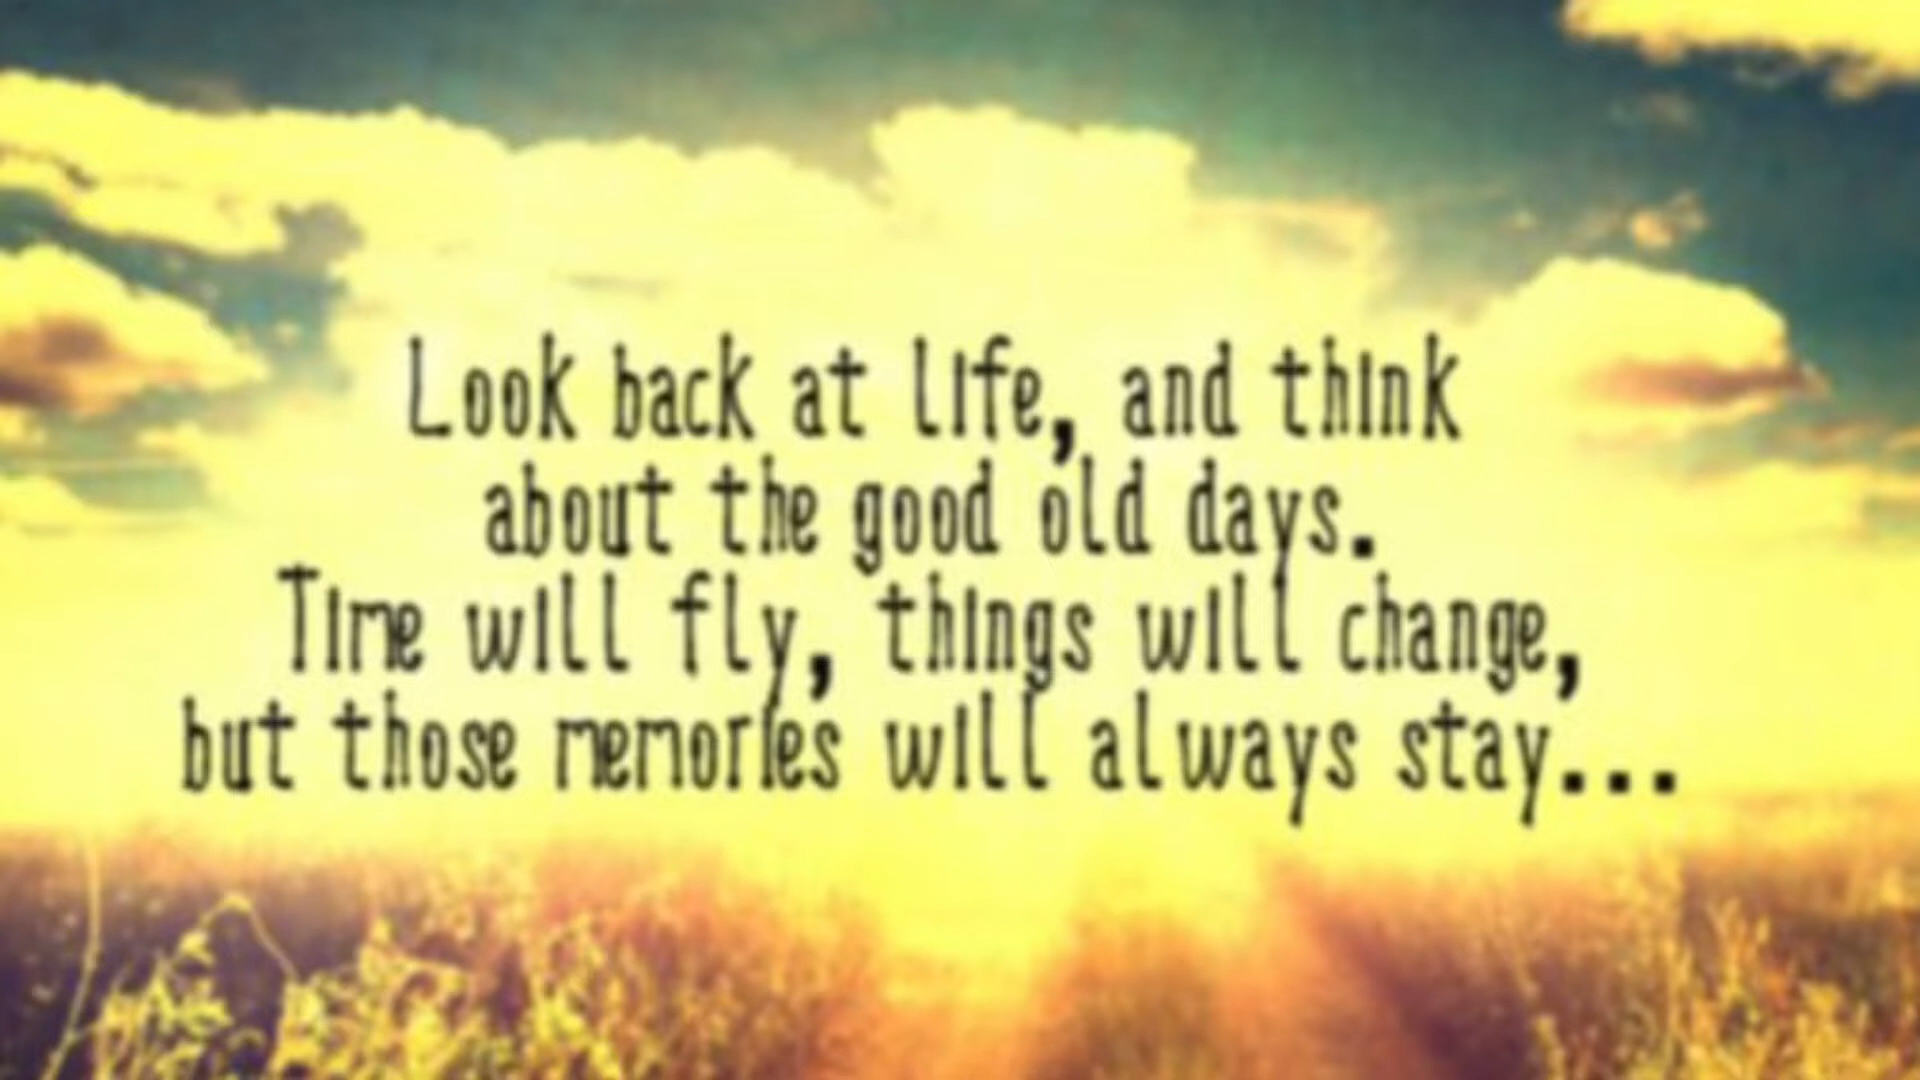 Look back at life, and think
about the good old days.
Time will fly, things will change,
but those memories will always stay...